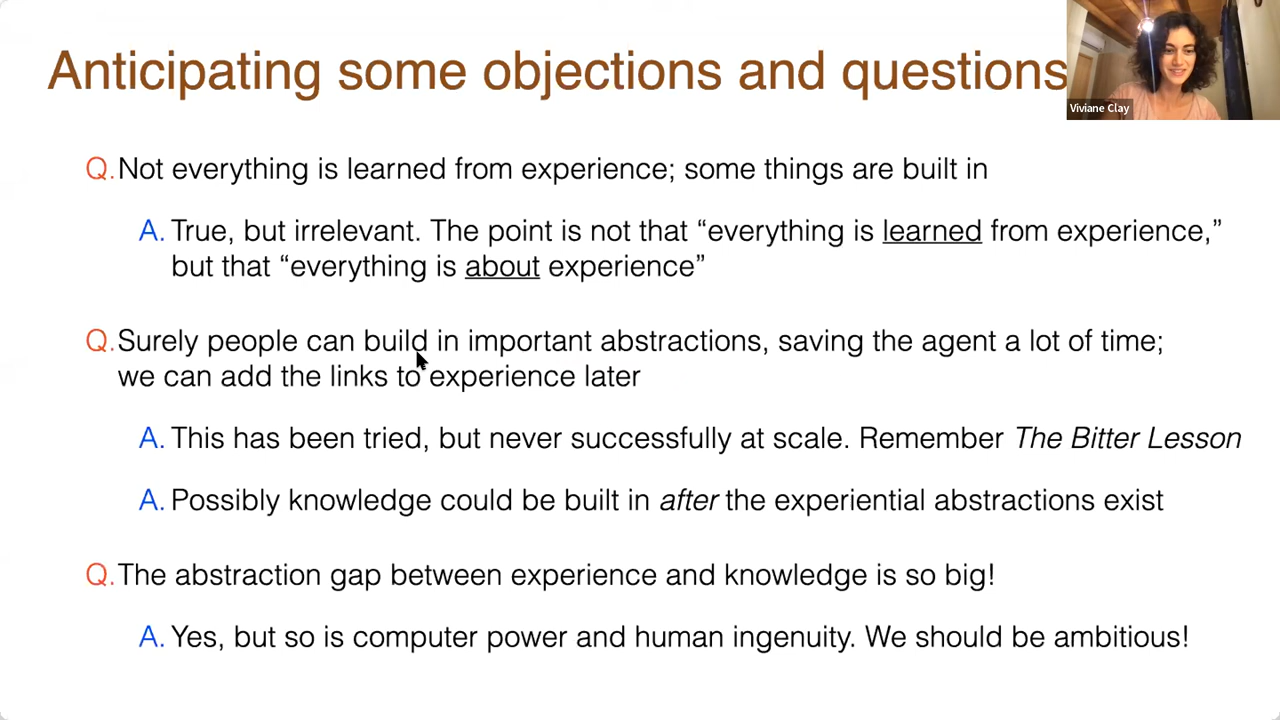 Anticipating some objections and questions
Viviane Clay
Q. Not everything is learned from experience; some things are built in
A. True, but irrelevant. The point is not that “everything is learned from experience,”
but that “everything is about experience”
Q. Surely people can build in important abstractions, saving the agent a lot of time;
we can add the links to experience later
A. This has been tried, but never successfully at scale. Remember The Bitter Lesson
A. Possibly knowledge could be built in after the experiential abstractions exist
Q. The abstraction gap between experience and knowledge is so big!
A. Yes, but so is computer power and human ingenuity. We should be ambitious!